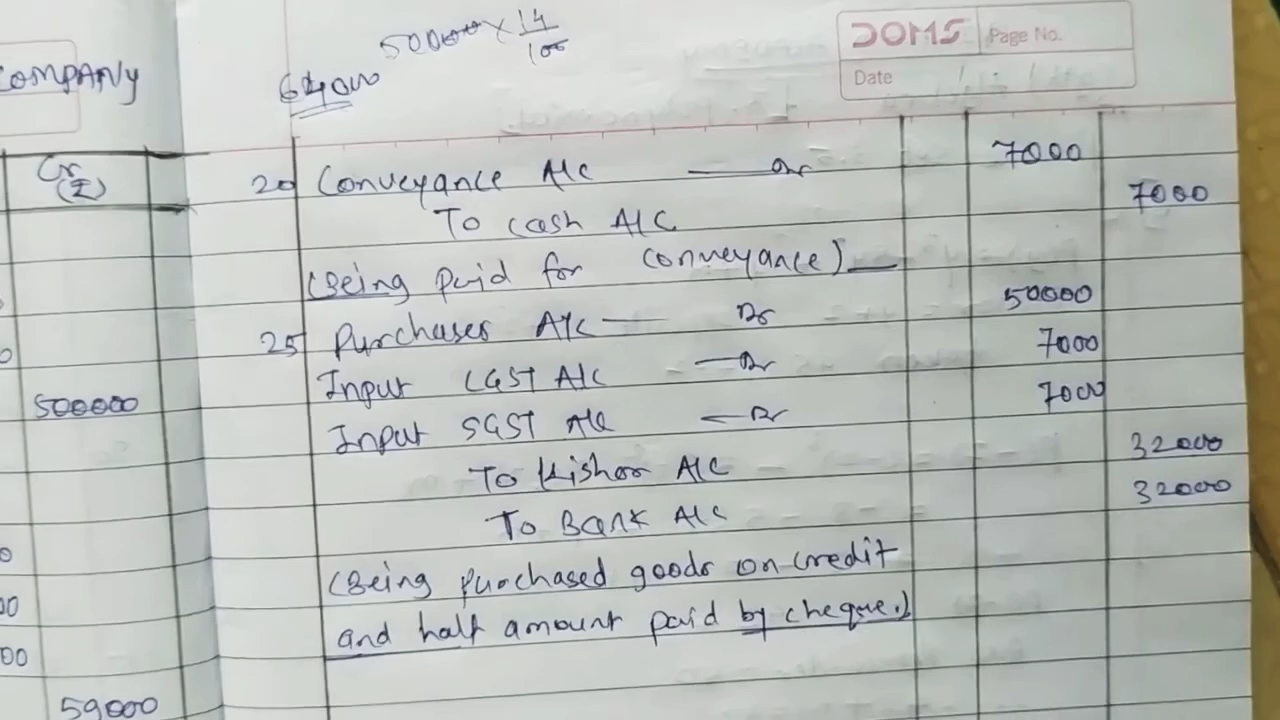 COMPANY
Cr
(₹)
500000
59000
50000 × 14
100
64000
DOMS Page No.
Date
20 Conveyance A/C — Dr 7000
To Cash A/C 7000
(Being paid for conveyance)
25 Purchases A/C — Dr 50000
Input CGST A/C — Dr 7000
Input SGST A/C — Dr 7000
To Kishor A/C 32000
To Bank A/C 32000
(Being purchased goods on credit
and half amount paid by cheque.)